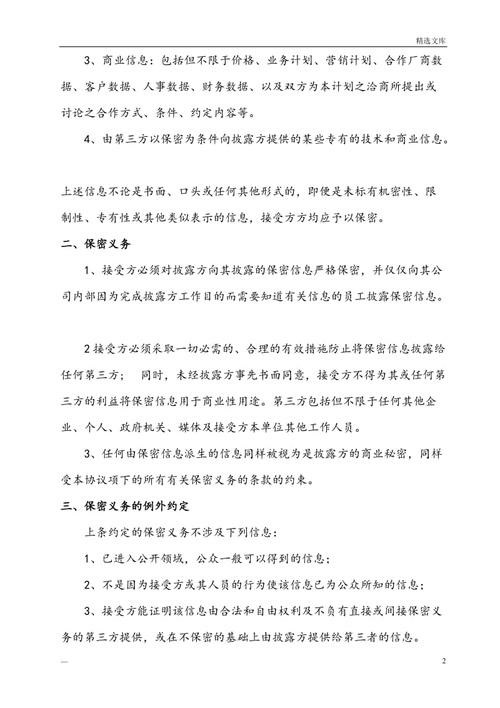 精选文库
3、商业信息：包括但不限于价格、业务计划、营销计划、合作厂商数
据、客户数据、人事数据、财务数据、以及双方为本计划之洽商所提出或
讨论之合作方式、条件、约定内容等。
4、由第三方以保密为条件向披露方提供的某些专有的技术和商业信息。
上述信息不论是书面、口头或任何其他形式的，即便是未标有机密性、限
制性、专有性或其他类似表示的信息，接受方方均应予以保密。
二、保密义务
1、接受方必须对披露方向其披露的保密信息严格保密，并仅仅向其公
司内部因为完成披露方工作目的而需要知道有关信息的员工披露保密信息。
2 接受方必须采取一切必需的、合理的有效措施防止将保密信息披露给
任何第三方； 同时，未经披露方事先书面同意，接受方不得为其或任何第
三方的利益将保密信息用于商业性用途。第三方包括但不限于任何其他企
业、个人、政府机关、媒体及接受方本单位其他工作人员。
3、任何由保密信息派生的信息同样被视为是披露方的商业秘密，同样
受本协议项下的所有有关保密义务的条款的约束。
三、保密义务的例外约定
上条约定的保密义务不涉及下列信息：
1、已进入公开领域，公众一般可以得到的信息；
2、不是因为接受方或其人员的行为使该信息已为公众所知的信息；
3、接受方能证明该信息由合法和自由权利及不负有直接或间接保密义
务的第三方提供，或在不保密的基础上由披露方提供给第三者的信息。
— 2